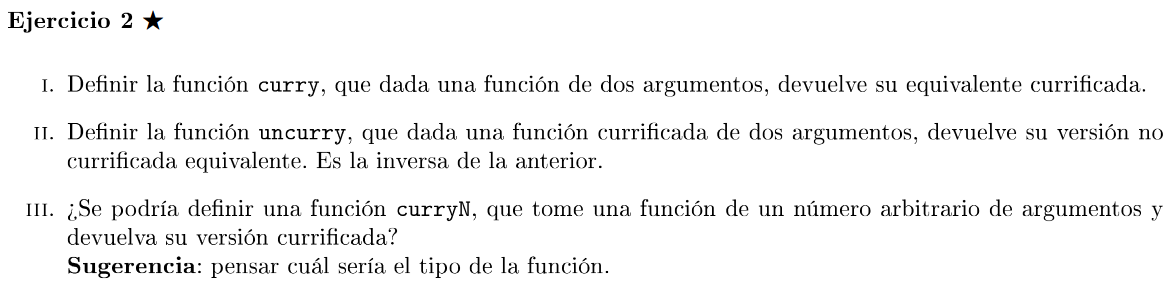 Ejercicio 2 ★
I. Definir la función curry, que dada una función de dos argumentos, devuelve su equivalente currificada.
II. Definir la función uncurry, que dada una función currificada de dos argumentos, devuelve su versión no
currificada equivalente. Es la inversa de la anterior.
III. ¿Se podría definir una función curryN, que tome una función de un número arbitrario de argumentos y
devuelva su versión currificada?
Sugerencia: pensar cuál sería el tipo de la función.